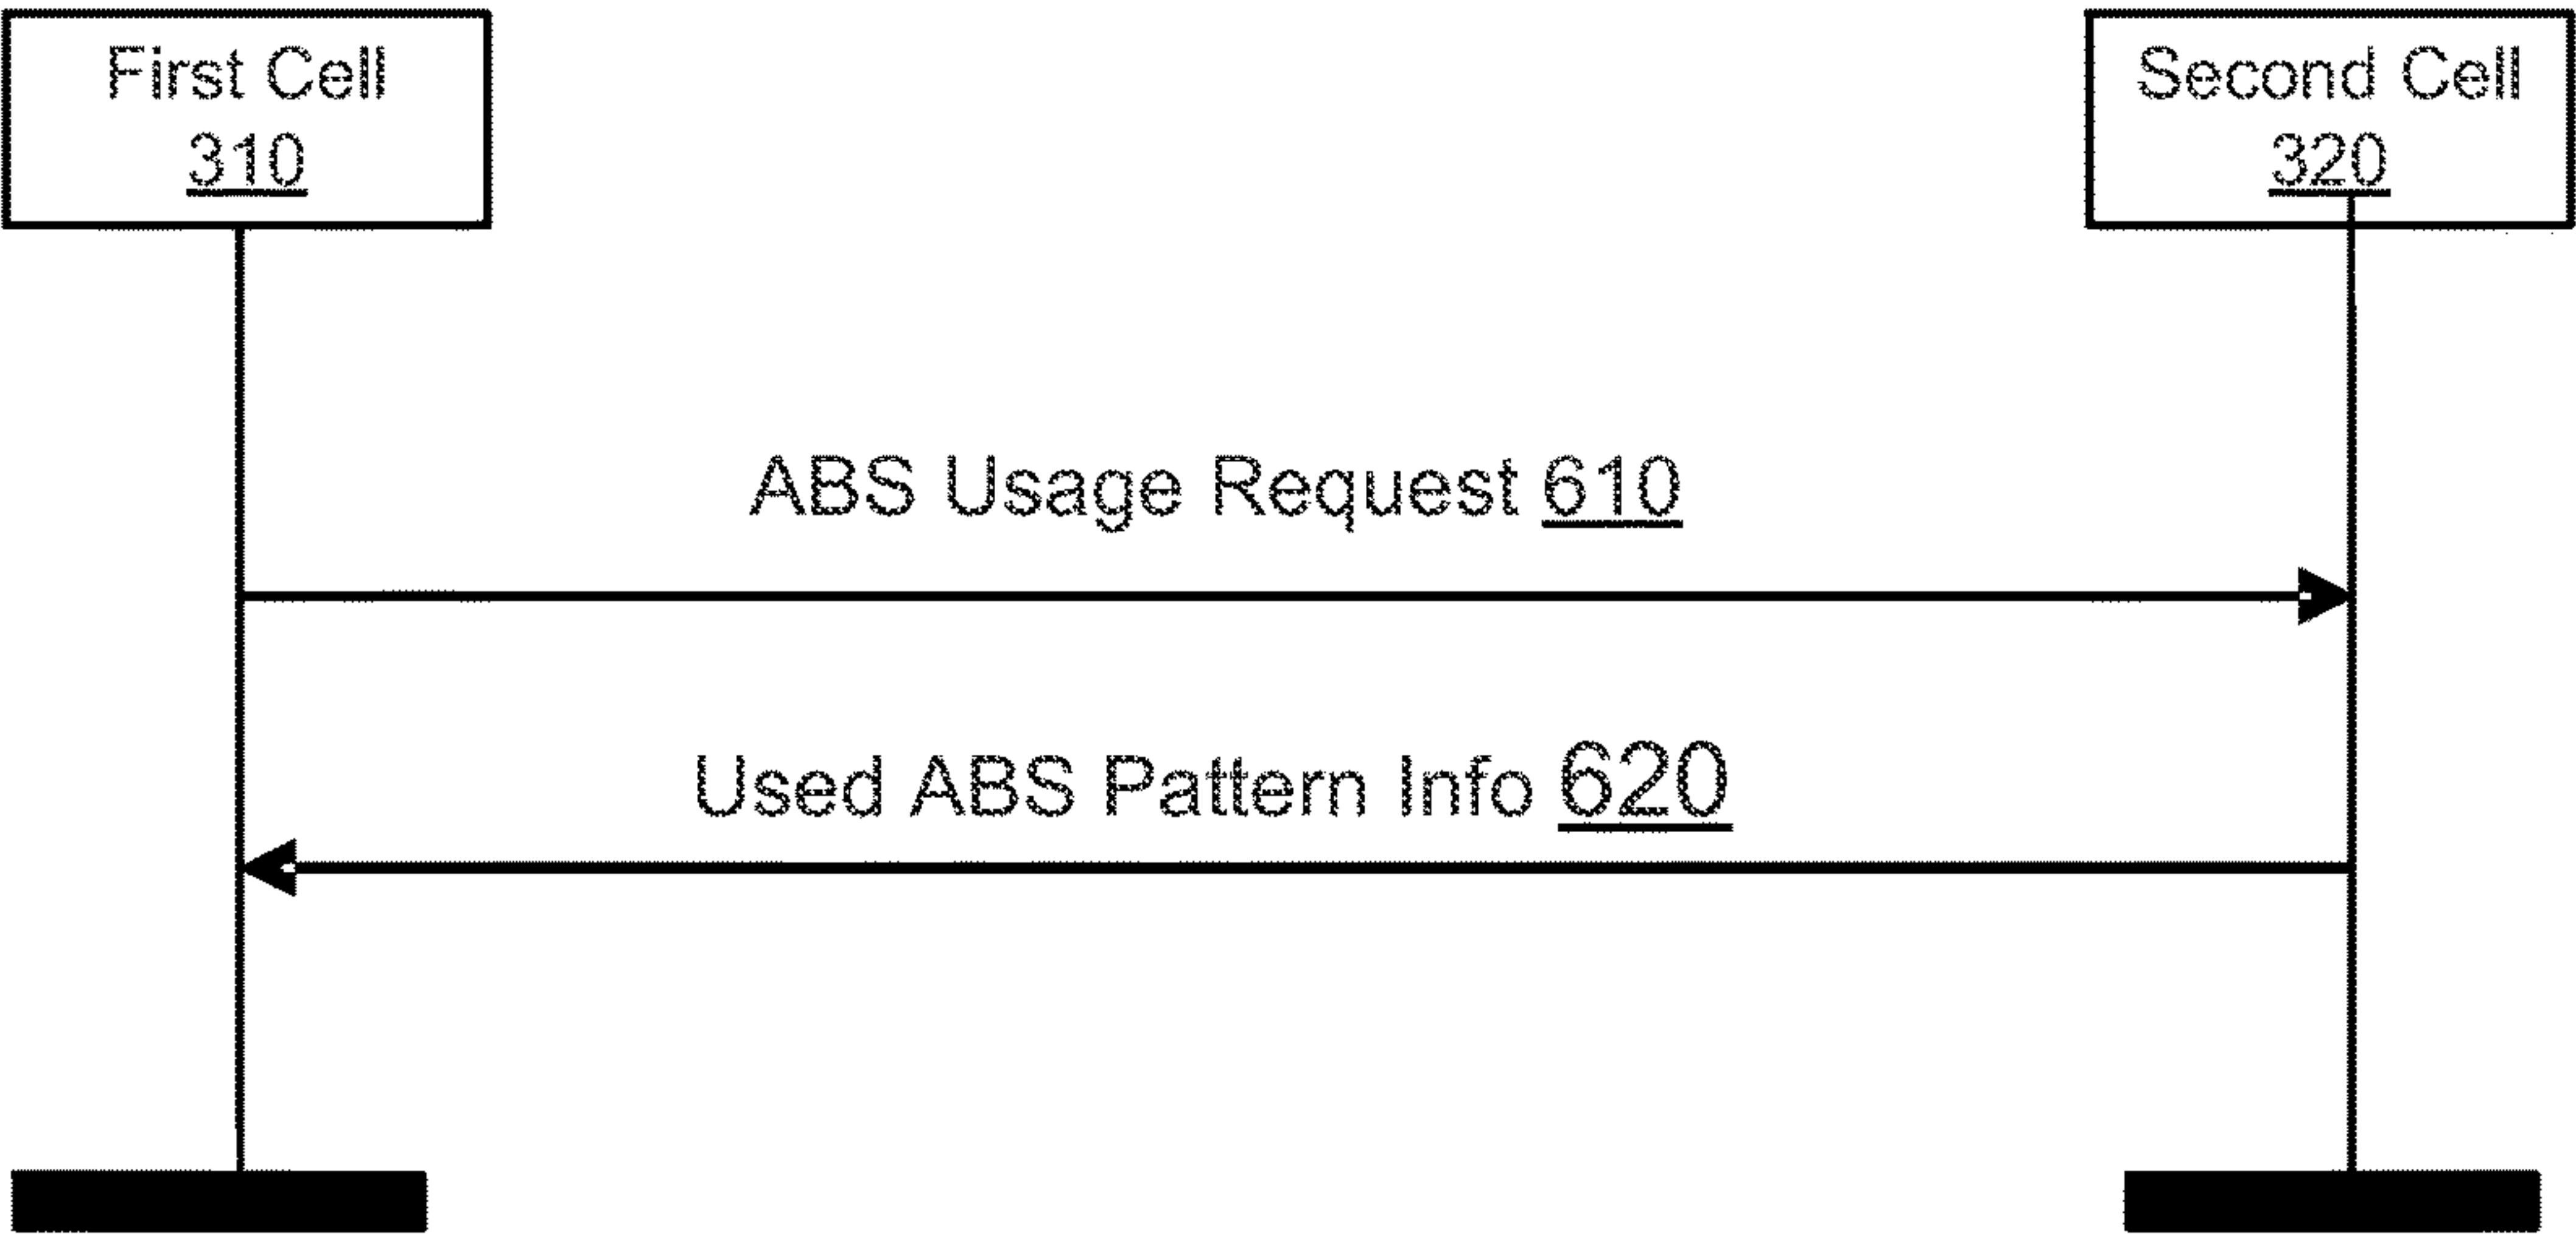 First Cell
310
Second Cell
320
ABS Usage Request 610
Used ABS Pattern Info 620